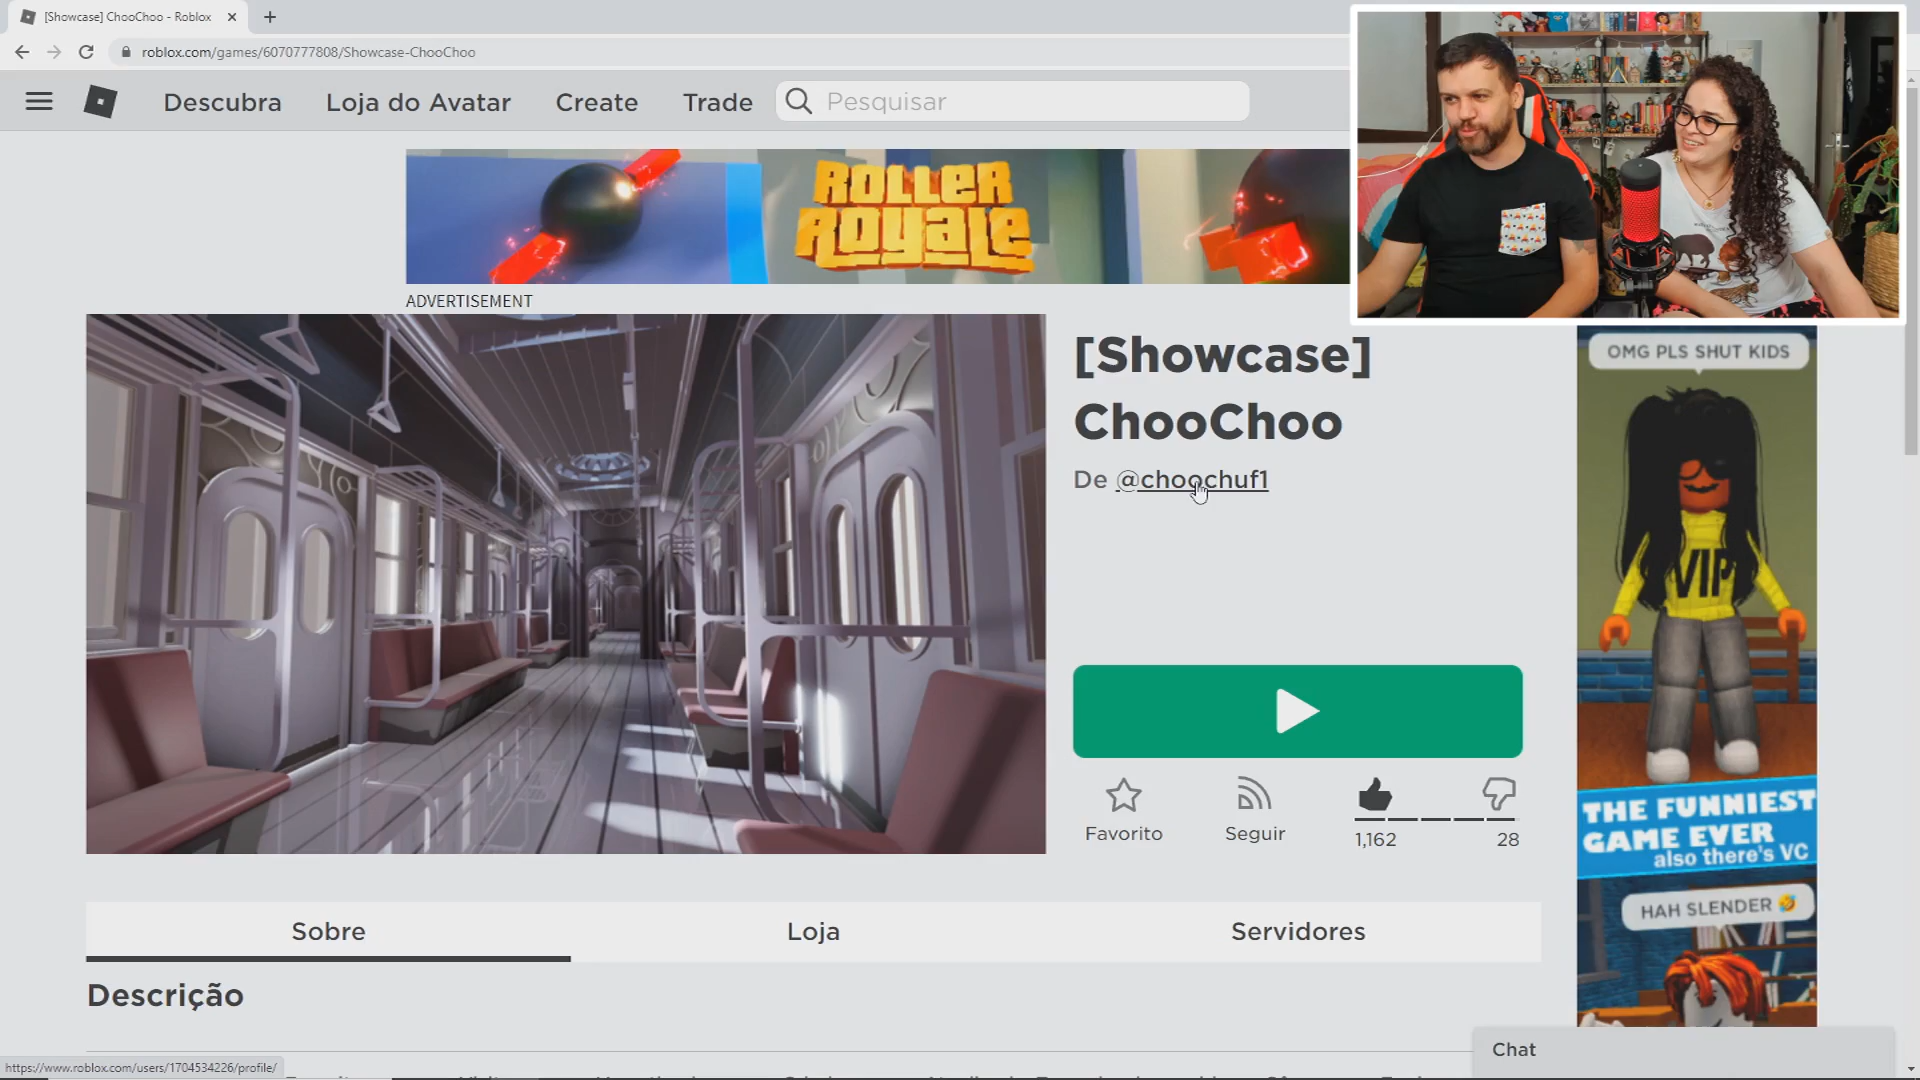 [Showcase] ChooChoo - Roblox
roblox.com/games/6070777808/Showcase-ChooChoo
Descubra
Loja do Avatar
Create
Trade
Pesquisar
ROLLER
ROYALE
ADVERTISEMENT
[Showcase]
ChooChoo
De @choochuf1
Favorito
Seguir
1,162
28
OMG PLS SHUT KIDS
VIP
THE FUNNIEST
GAME EVER
also there's VC
HAH SLENDER 🤣
Sobre
Loja
Servidores
Descrição
Chat
https://www.roblox.com/users/1704534226/profile/